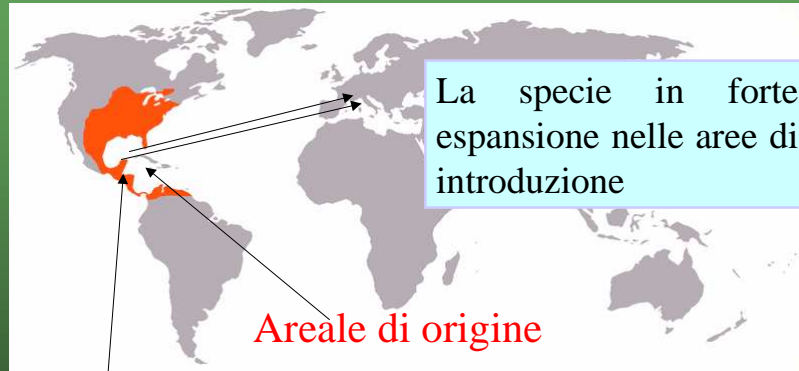 La specie in forte
espansione nelle aree di
introduzione
Areale di origine